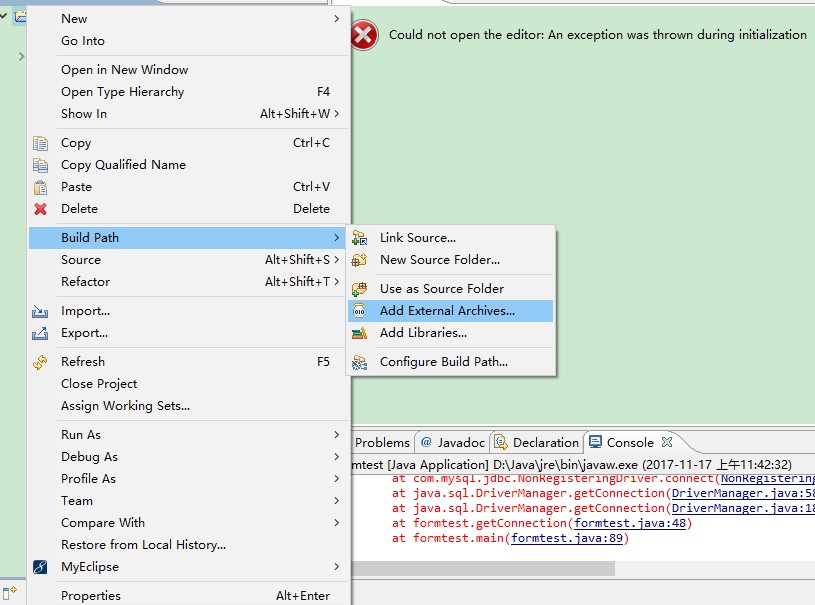 New
Go Into
Could not open the editor: An exception was thrown during initialization
Open in New Window
Open Type Hierarchy F4
Show In Alt+Shift+W >
Copy Ctrl+C
Copy Qualified Name
Paste Ctrl+V
Delete Delete
Build Path
Source Alt+Shift+S >
Refactor Alt+Shift+T >
Import...
Export...
Refresh F5
Close Project
Assign Working Sets...
Run As
Debug As
Profile As
Team
Compare With
Restore from Local History...
MyEclipse
Properties Alt+Enter
Link Source...
New Source Folder...
Use as Source Folder
Add External Archives...
Add Libraries...
Configure Build Path...
Problems @ Javadoc Declaration Console
mtest [Java Application] D:\Java\jre\bin\javaw.exe (2017-11-17 上午11:42:32)
at com.mysql.jdbc.NonRegisteringDriver.connect(NonRegistering
at java.sql.DriverManager.getConnection(DriverManager.java:58
at java.sql.DriverManager.getConnection(DriverManager.java:18
at formtest.getConnection(formtest.java:48)
at formtest.main(formtest.java:89)